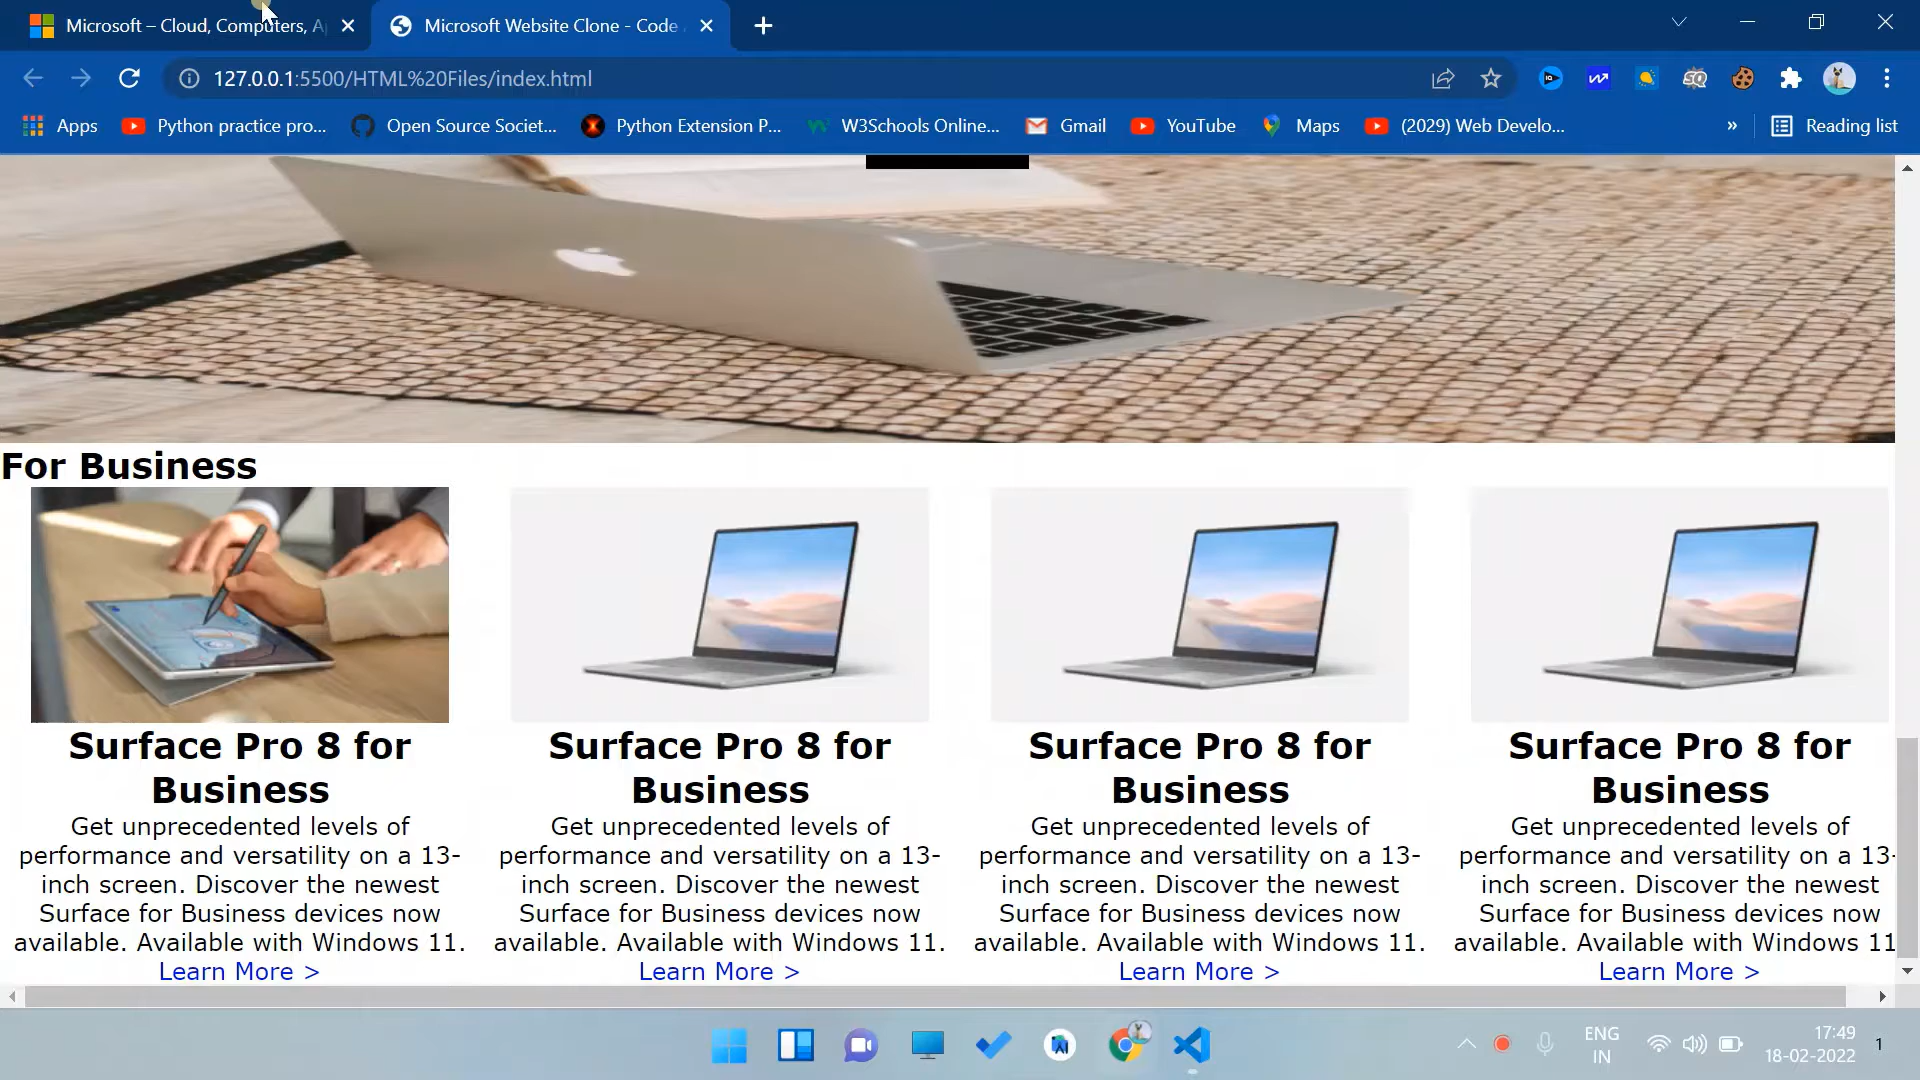 Microsoft – Cloud, Computers, A
Microsoft Website Clone - Code
127.0.0.1:5500/HTML%20Files/index.html
Apps
Python practice pro...
Open Source Societ...
Python Extension P...
W3Schools Online...
Gmail
YouTube
Maps
(2029) Web Develo...
»
Reading list
For Business
Surface Pro 8 for
Business
Get unprecedented levels of
performance and versatility on a 13-
inch screen. Discover the newest
Surface for Business devices now
available. Available with Windows 11.
Learn More >
Surface Pro 8 for
Business
Get unprecedented levels of
performance and versatility on a 13-
inch screen. Discover the newest
Surface for Business devices now
available. Available with Windows 11.
Learn More >
Surface Pro 8 for
Business
Get unprecedented levels of
performance and versatility on a 13-
inch screen. Discover the newest
Surface for Business devices now
available. Available with Windows 11.
Learn More >
Surface Pro 8 for
Business
Get unprecedented levels of
performance and versatility on a 13-
inch screen. Discover the newest
Surface for Business devices now
available. Available with Windows 11
Learn More >
ENG
IN
17:49
18-02-2022
1